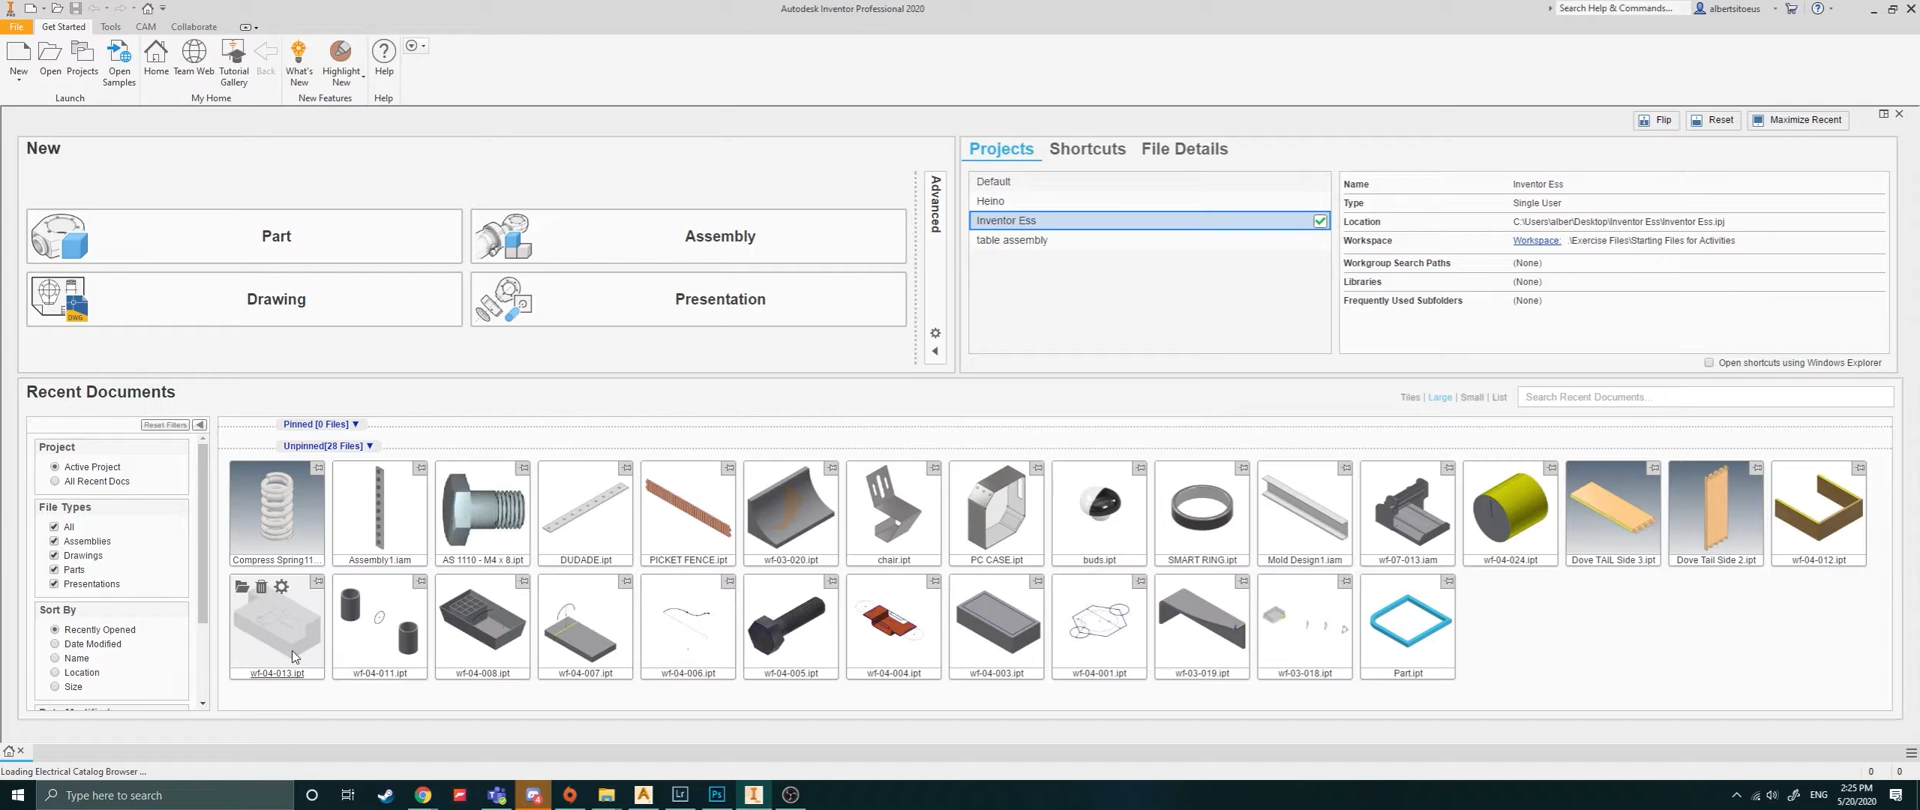 Autodesk Inventor Professional 2020
Search Help & Commands...
albertsitoeus
File
Get Started
Tools
CAM
Collaborate
New
Open
Projects
Open Samples
Home
Team Web
Tutorial Gallery
Back
What's New
Highlight New
Help
Launch
My Home
New Features
Help
Flip
Reset
Maximize Recent
New
Part
Assembly
Drawing
DWG
Presentation
Advanced
Projects
Shortcuts
File Details
Default
Heino
Inventor Ess
table assembly
Name Inventor Ess
Type Single User
Location C:\Users\alber\Desktop\Inventor Ess\Inventor Ess.ipj
Workspace Workspace: .\Exercise Files\Starting Files for Activities
Workgroup Search Paths (None)
Libraries (None)
Frequently Used Subfolders (None)
Open shortcuts using Windows Explorer
Recent Documents
Tiles | Large | Small | List
Search Recent Documents...
Reset Filters
Project
Active Project
All Recent Docs
File Types
All
Assemblies
Drawings
Parts
Presentations
Sort By
Recently Opened
Date Modified
Name
Location
Size
Pinned [0 Files] ▼
Unpinned[28 Files] ▼
Compress Spring11...
Assembly1.iam
AS 1110 - M4 x 8.ipt
DUDADE.ipt
PICKET FENCE.ipt
wf-03-020.ipt
chair.ipt
PC CASE.ipt
buds.ipt
SMART RING.ipt
Mold Design1.iam
wf-07-013.iam
wf-04-024.ipt
Dove TAIL Side 3.ipt
Dove Tail Side 2.ipt
wf-04-012.ipt
wf-04-013.ipt
wf-04-011.ipt
wf-04-008.ipt
wf-04-007.ipt
wf-04-006.ipt
wf-04-005.ipt
wf-04-004.ipt
wf-04-003.ipt
wf-04-001.ipt
wf-03-019.ipt
wf-03-018.ipt
Part.ipt
Loading Electrical Catalog Browser ...
0 0
Type here to search
Lr
Ps
ENG
2:25 PM
5/20/2020